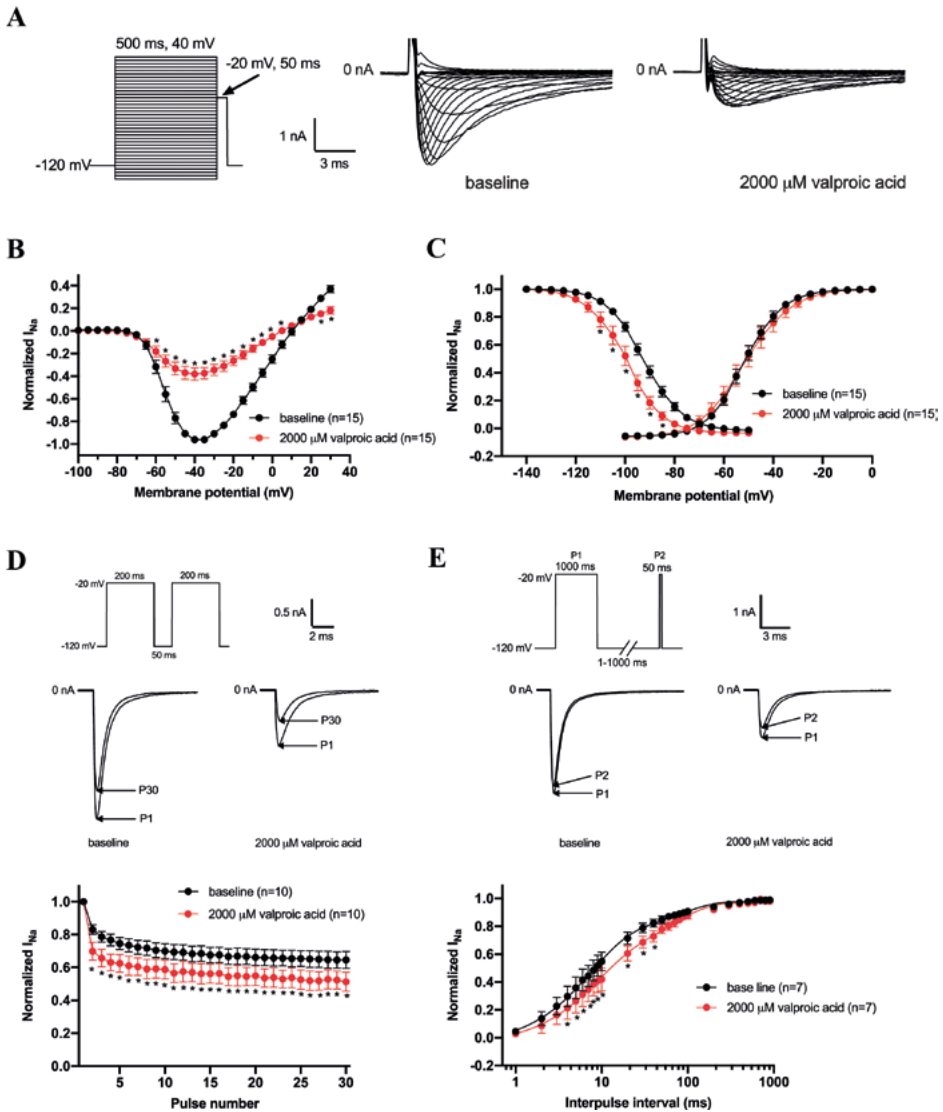 A
500 ms, 40 mV
-20 mV, 50 ms
-120 mV
1 nA
3 ms
0 nA
baseline
0 nA
2000 µM valproic acid
B
Normalized I_Na
0.4
0.2
0.0
-0.2
-0.4
-0.6
-0.8
-1.0
baseline (n=15)
2000 µM valproic acid (n=15)
-100 -80 -60 -40 -20 0 20 40
Membrane potential (mV)
C
Normalized I_Na
1.0
0.8
0.6
0.4
0.2
0.0
-0.2
baseline (n=15)
2000 µM valproic acid (n=15)
-140 -120 -100 -80 -60 -40 -20 0
Membrane potential (mV)
D
200 ms 200 ms
-20 mV
-120 mV
50 ms
0.5 nA
2 ms
0 nA
P30
P1
baseline
0 nA
P30
P1
2000 µM valproic acid
Normalized I_Na
1.0
0.8
0.6
0.4
0.2
0.0
baseline (n=10)
2000 µM valproic acid (n=10)
5 10 15 20 25 30
Pulse number
E
P1 P2
1000 ms 50 ms
-20 mV
-120 mV
1-1000 ms
1 nA
3 ms
0 nA
P2
P1
baseline
0 nA
P2
P1
2000 µM valproic acid
Normalized I_Na
1.0
0.8
0.6
0.4
0.2
0.0
-0.2
base line (n=7)
2000 µM valproic acid (n=7)
1 10 100 1000
Interpulse interval (ms)